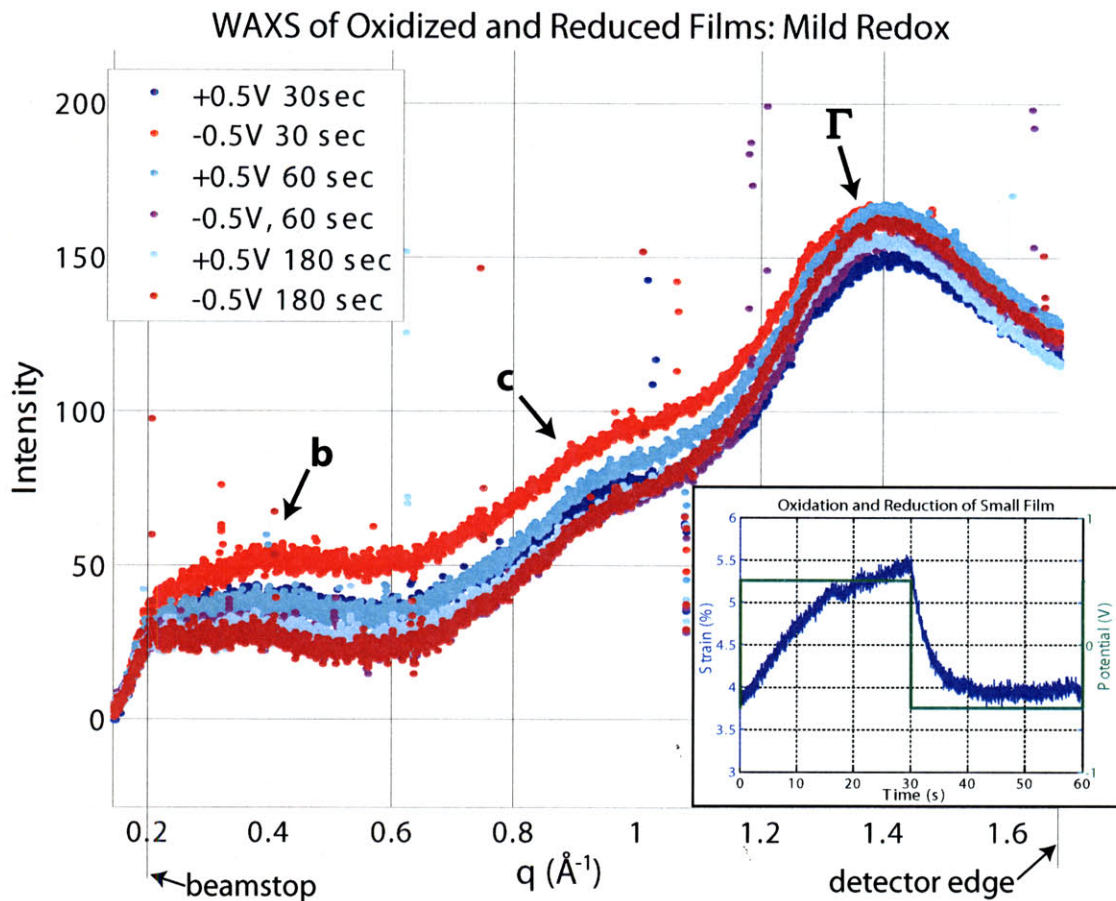 WAXS of Oxidized and Reduced Films: Mild Redox
+0.5V 30sec
-0.5V 30 sec
+0.5V 60 sec
-0.5V, 60 sec
+0.5V 180 sec
-0.5V 180 sec
200
150
100
50
0
Intensity
b
c
Γ
0.2
0.4
0.6
0.8
1
1.2
1.4
1.6
q (Å⁻¹)
beamstop
detector edge
Oxidation and Reduction of Small Film
6
5.5
5
4.5
4
3.5
3
Strain (%)
1
0
-1
Potential (V)
0
10
20
30
40
50
60
Time (s)